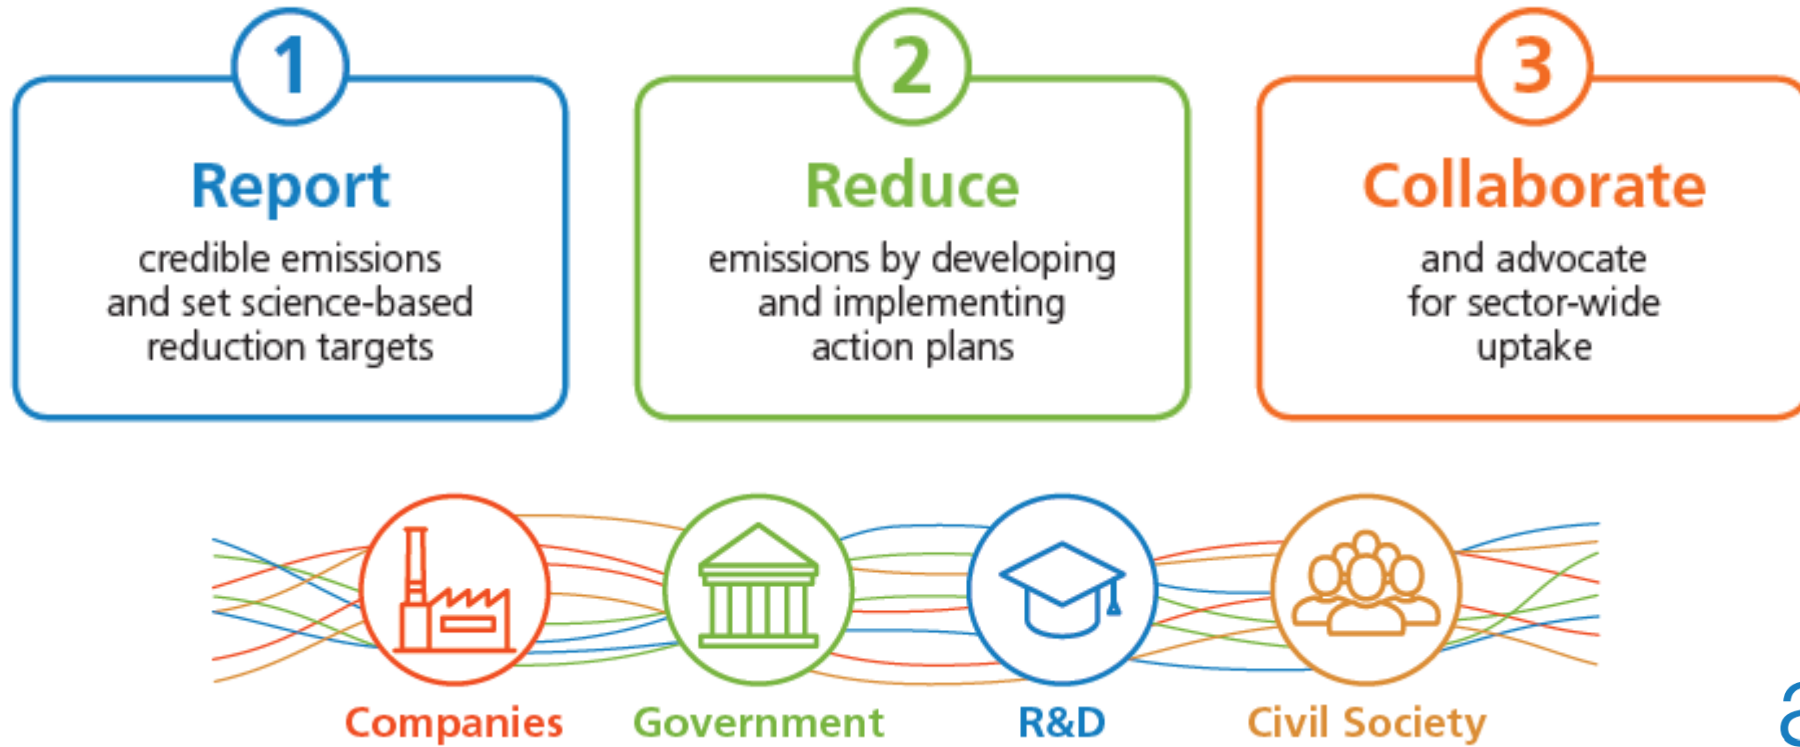 1
Report
credible emissions
and set science-based
reduction targets
2
Reduce
emissions by developing
and implementing
action plans
3
Collaborate
and advocate
for sector-wide
uptake
Companies
Government
R&D
Civil Society